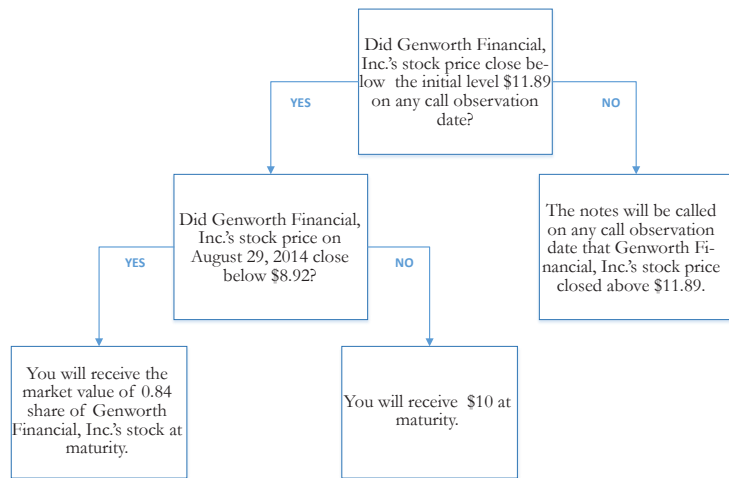 Did Genworth Financial,
Inc.'s stock price close be-
low the initial level $11.89
on any call observation
date?
YES
NO
Did Genworth Financial,
Inc.'s stock price on
August 29, 2014 close
below $8.92?
The notes will be called
on any call observation
date that Genworth Fi-
nancial, Inc.'s stock price
closed above $11.89.
YES
NO
You will receive the
market value of 0.84
share of Genworth
Financial, Inc.'s stock at
maturity.
You will receive $10 at
maturity.